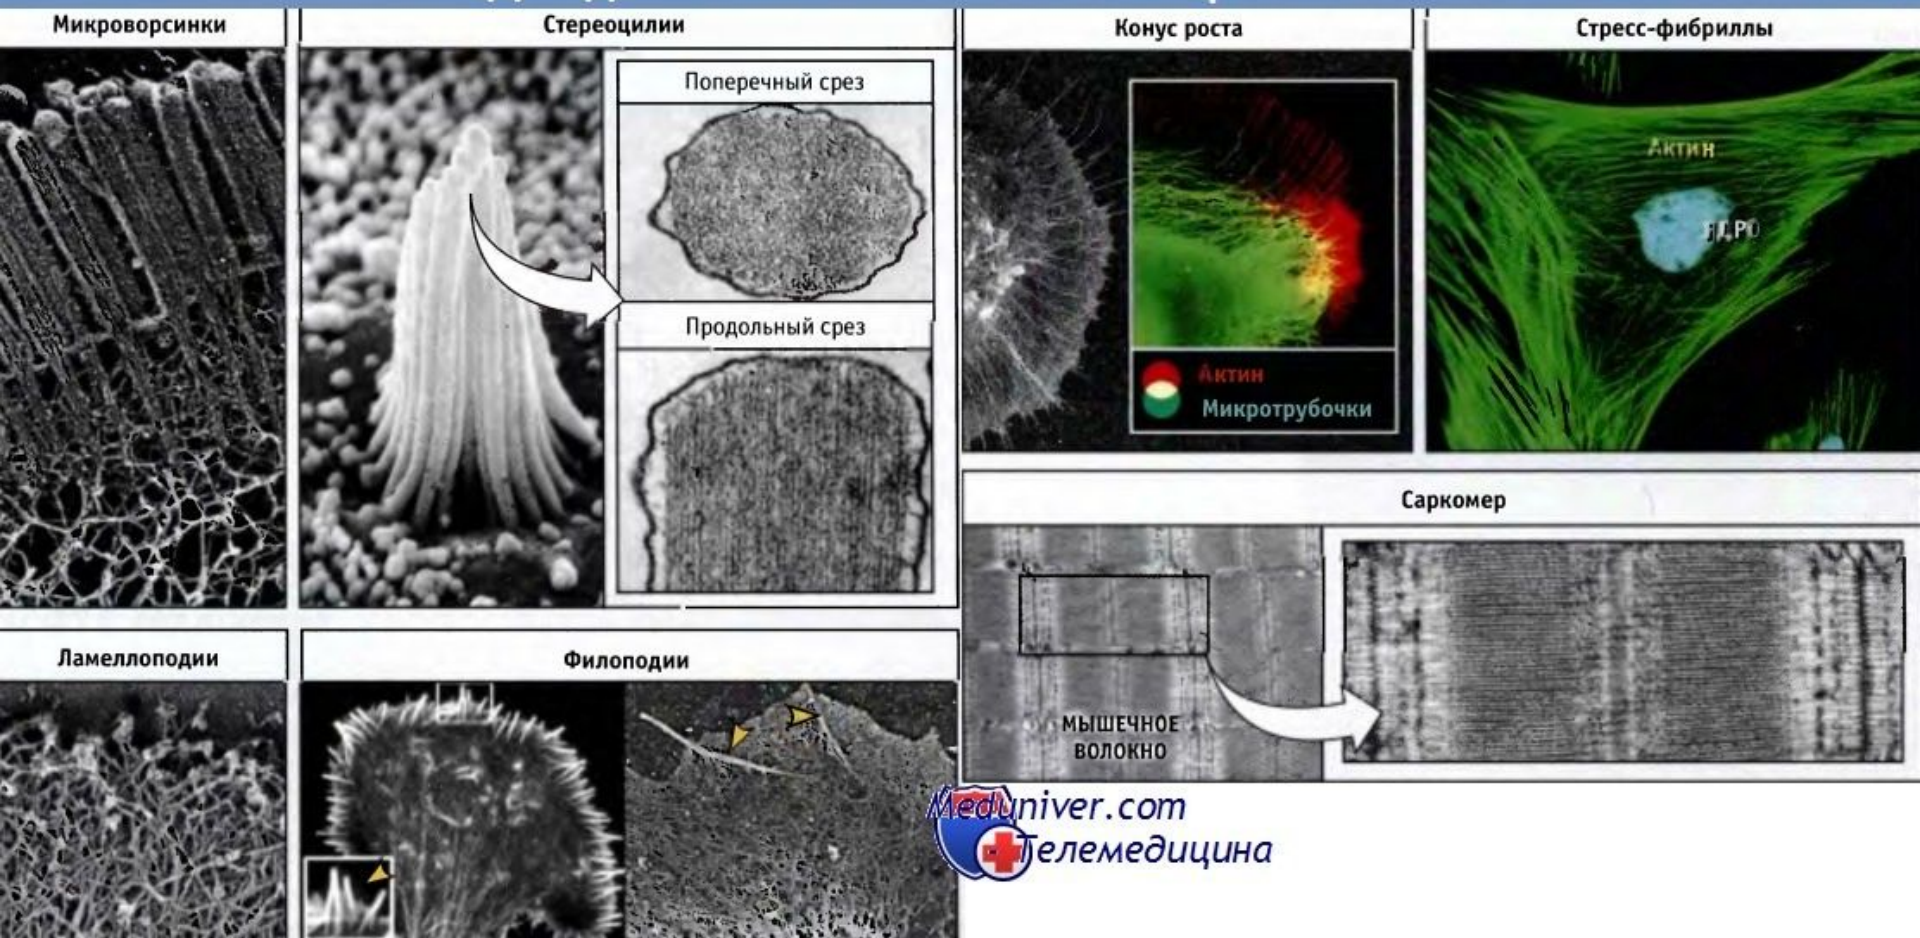 Микроворсинки
Стереоцилии
Поперечный срез
Продольный срез
Конус роста
Актин
Микротрубочки
Стресс-фибриллы
Актин
ЯДРО
Саркомер
МЫШЕЧНОЕ
ВОЛОКНО
Ламеллоподии
Филоподии
Meduniver.com
Телемедицина